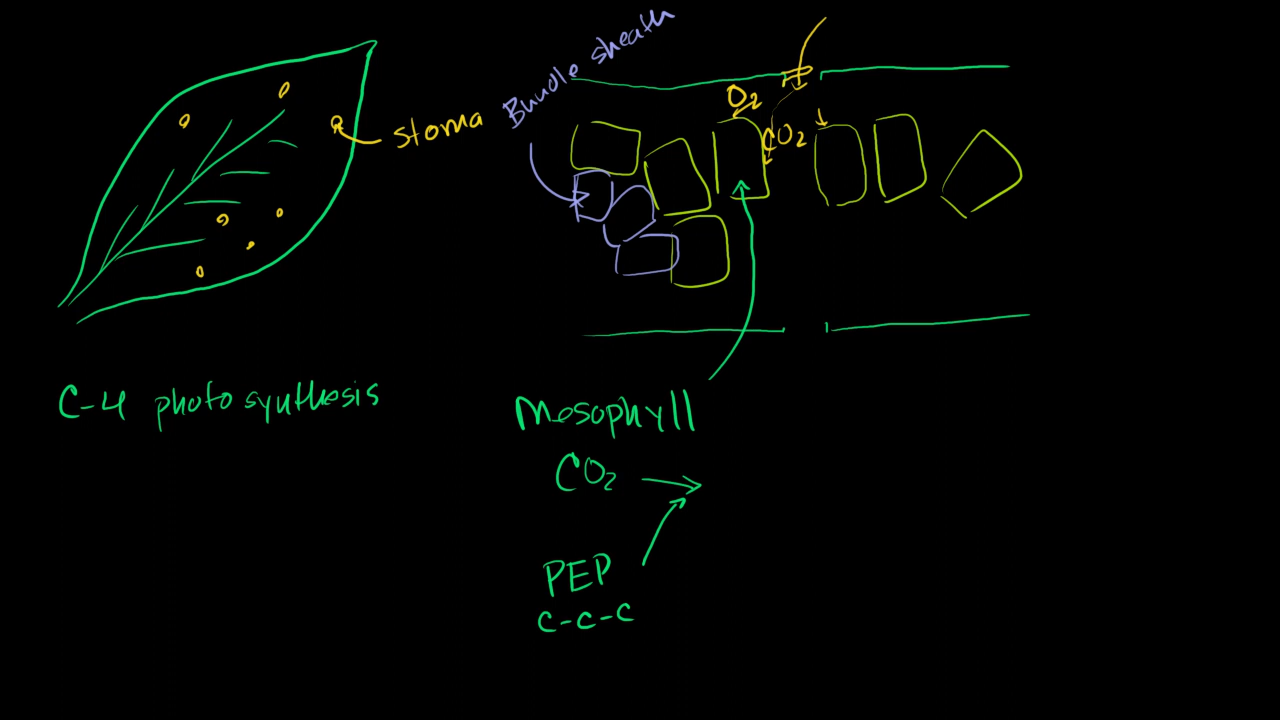 Bundle sheath
stoma
O2
CO2
C-4 photosynthesis
Mesophyll
CO2
PEP
C-C-C